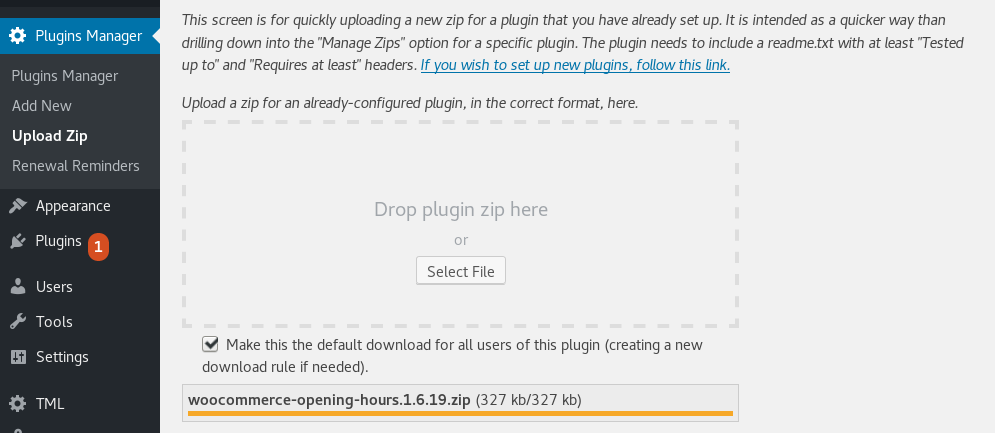 Plugins Manager
Plugins Manager
Add New
Upload Zip
Renewal Reminders
Appearance
Plugins 1
Users
Tools
Settings
TML
This screen is for quickly uploading a new zip for a plugin that you have already set up. It is intended as a quicker way than
drilling down into the "Manage Zips" option for a specific plugin. The plugin needs to include a readme.txt with at least "Tested
up to" and "Requires at least" headers. If you wish to set up new plugins, follow this link.
Upload a zip for an already-configured plugin, in the correct format, here.
Drop plugin zip here
or
Select File
Make this the default download for all users of this plugin (creating a new
download rule if needed).
woocommerce-opening-hours.1.6.19.zip (327 kb/327 kb)